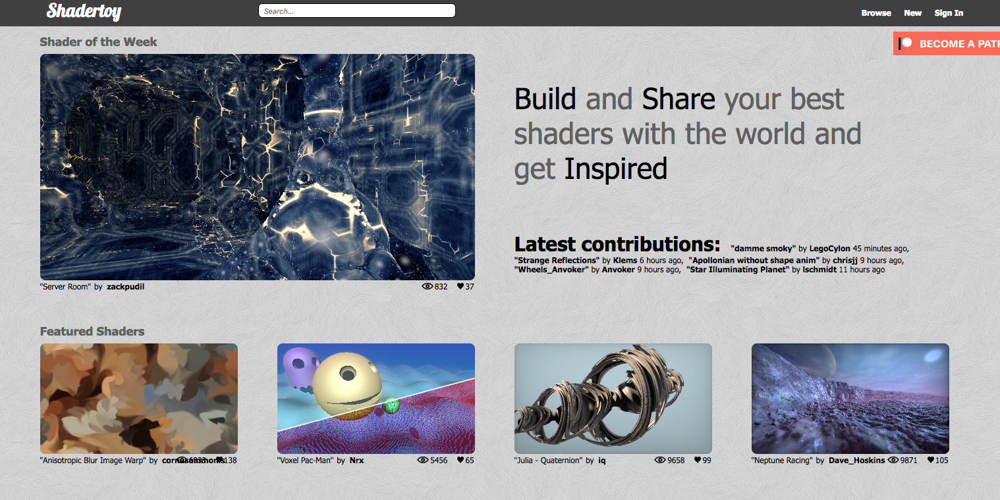 Shadertoy
Search...
Browse New Sign In
Shader of the Week
BECOME A PATR
Build and Share your best
shaders with the world and
get Inspired
Latest contributions: "damme smoky" by LegoCylon 45 minutes ago,
"Strange Reflections" by Klems 6 hours ago, "Apollonian without shape anim" by chrisjj 9 hours ago,
"Wheels_Anvoker" by Anvoker 9 hours ago, "Star Illuminating Planet" by lschmidt 11 hours ago
"Server Room" by zackpudil 832 37
Featured Shaders
"Anisotropic Blur Image Warp" by cornusammonis 138
"Voxel Pac-Man" by Nrx 5456 65
"Julia - Quaternion" by iq 9658 99
"Neptune Racing" by Dave_Hoskins 9871 105